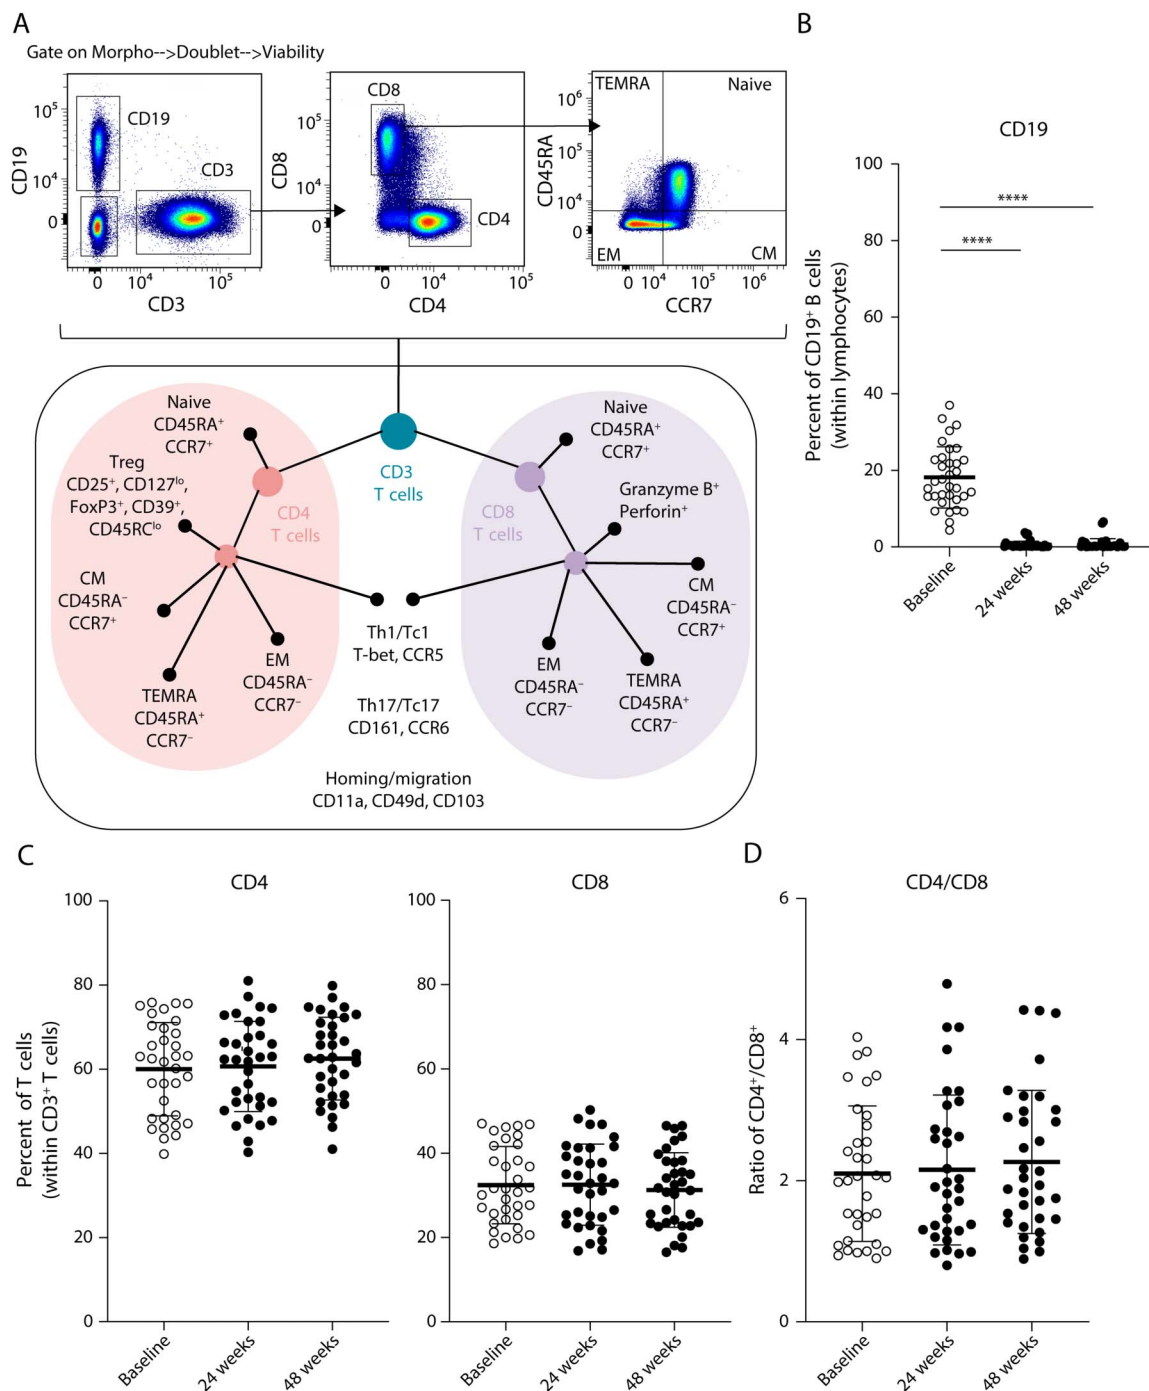 A
Gate on Morpho-->Doublet-->Viability
CD19
10⁵
10⁴
0
CD19
CD3
0
10⁴
10⁵
CD3
CD8
10⁵
10⁴
0
CD8
CD4
0
10⁴
10⁵
CD4
CD45RA
10⁶
10⁵
10⁴
0
TEMRA
Naive
EM
CM
0
10⁴
10⁵
10⁶
CCR7
CD3
T cells
CD4
T cells
Naive
CD45RA⁺
CCR7⁺
Treg
CD25⁺, CD127ˡᵒ,
FoxP3⁺, CD39⁺,
CD45RCˡᵒ
CM
CD45RA⁻
CCR7⁺
TEMRA
CD45RA⁺
CCR7⁻
EM
CD45RA⁻
CCR7⁻
Th1/Tc1
T-bet, CCR5
Th17/Tc17
CD161, CCR6
Homing/migration
CD11a, CD49d, CD103
CD8
T cells
Naive
CD45RA⁺
CCR7⁺
Granzyme B⁺
Perforin⁺
CM
CD45RA⁻
CCR7⁺
EM
CD45RA⁻
CCR7⁻
TEMRA
CD45RA⁺
CCR7⁻
B
CD19
Percent of CD19⁺ B cells
(within lymphocytes)
100
80
60
40
20
0
****
****
Baseline
24 weeks
48 weeks
C
CD4
Percent of T cells
(within CD3⁺ T cells)
100
80
60
40
20
0
Baseline
24 weeks
48 weeks
CD8
100
80
60
40
20
0
Baseline
24 weeks
48 weeks
D
CD4/CD8
Ratio of CD4⁺/CD8⁺
6
4
2
0
Baseline
24 weeks
48 weeks